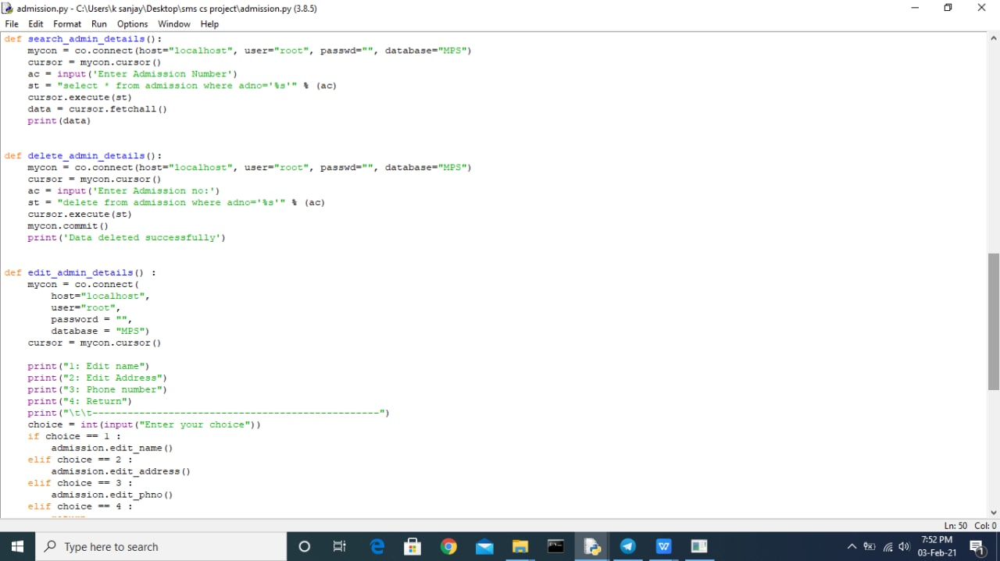 admission.py - C:\Users\k sanjay\Desktop\sms cs project\admission.py (3.8.5)
File Edit Format Run Options Window Help
def search_admin_details():
    mycon = co.connect(host="localhost", user="root", passwd="", database="MPS")
    cursor = mycon.cursor()
    ac = input('Enter Admission Number')
    st = "select * from admission where adno='%s'" % (ac)
    cursor.execute(st)
    data = cursor.fetchall()
    print(data)
def delete_admin_details():
    mycon = co.connect(host="localhost", user="root", passwd="", database="MPS")
    cursor = mycon.cursor()
    ac = input('Enter Admission no:')
    st = "delete from admission where adno='%s'" % (ac)
    cursor.execute(st)
    mycon.commit()
    print('Data deleted successfully')
def edit_admin_details() :
    mycon = co.connect(
        host="localhost",
        user="root",
        password = "",
        database = "MPS")
    cursor = mycon.cursor()
    print("1: Edit name")
    print("2: Edit Address")
    print("3: Phone number")
    print("4: Return")
    print("\t\t-------------------------------------------------")
    choice = int(input("Enter your choice"))
    if choice == 1 :
        admission.edit_name()
    elif choice == 2 :
        admission.edit_address()
    elif choice == 3 :
        admission.edit_phno()
    elif choice == 4 :
Ln: 50 Col: 0
Type here to search
7:52 PM
03-Feb-21
1